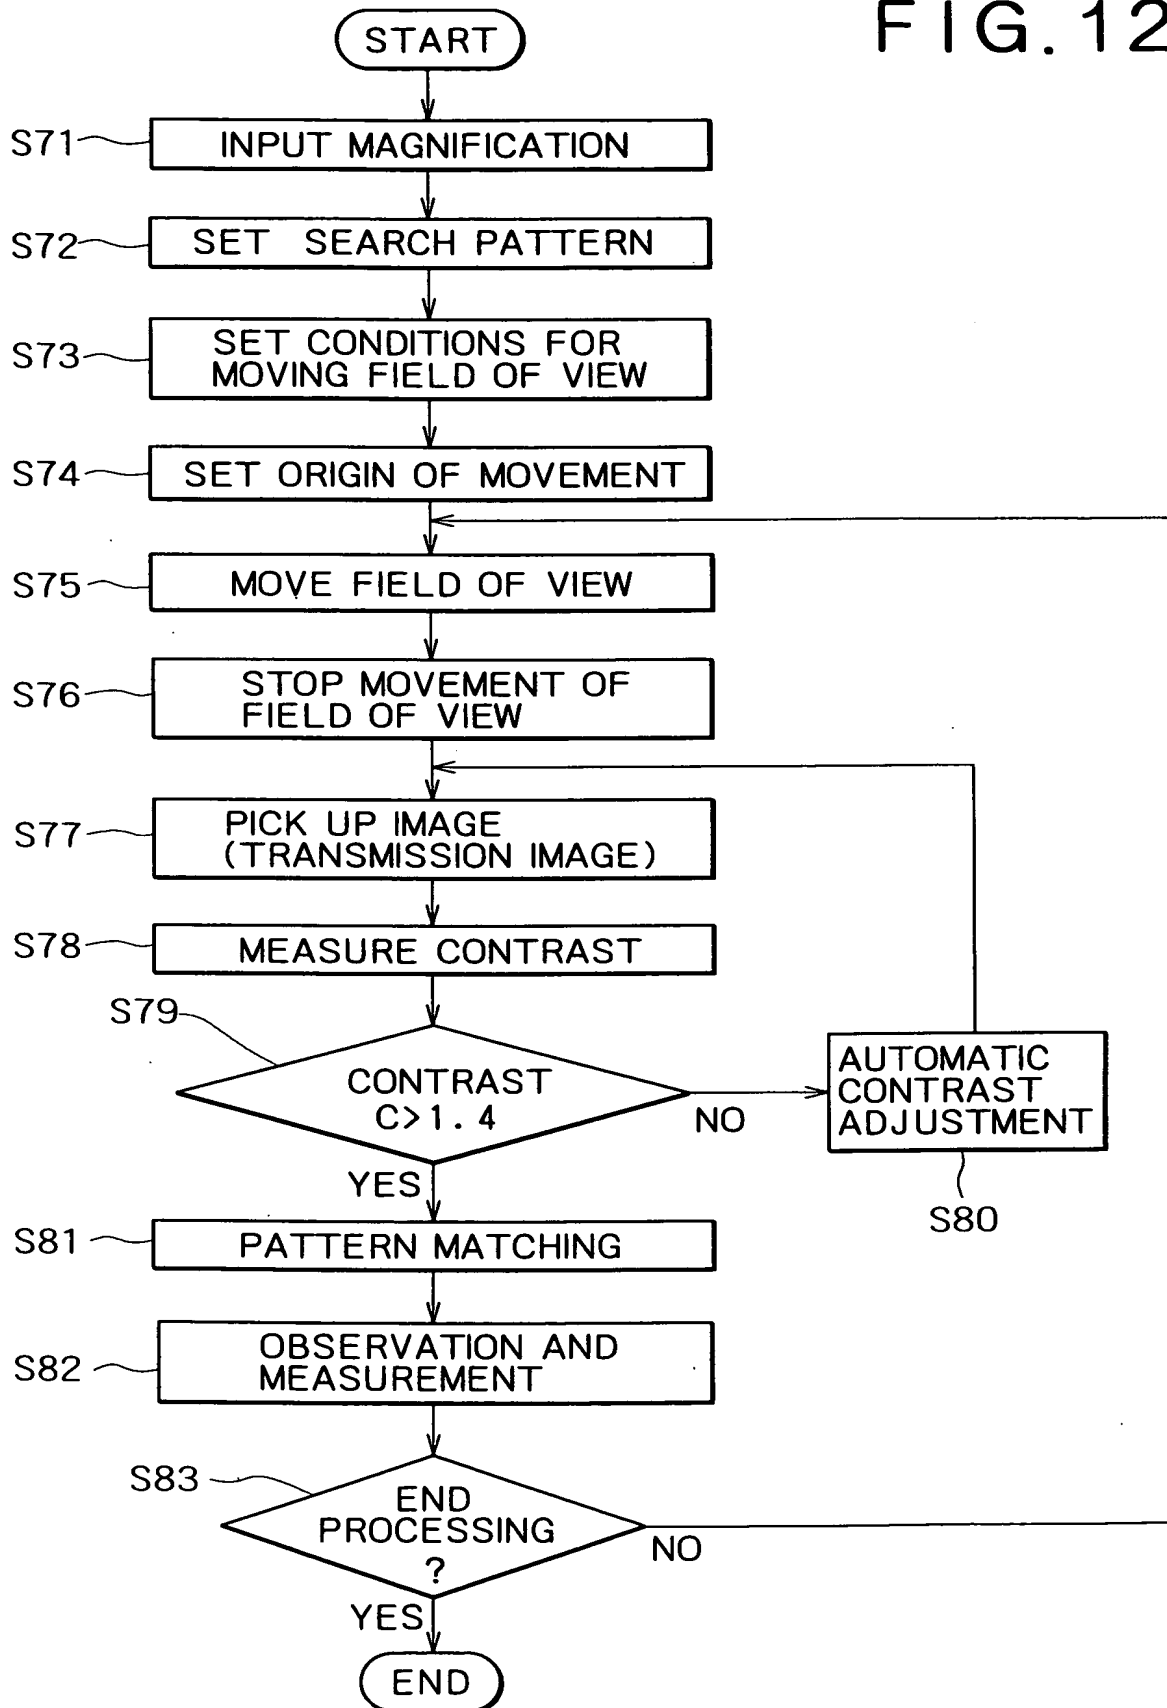 FIG.12
START
S71
INPUT MAGNIFICATION
S72
SET SEARCH PATTERN
S73
SET CONDITIONS FOR
MOVING FIELD OF VIEW
S74
SET ORIGIN OF MOVEMENT
S75
MOVE FIELD OF VIEW
S76
STOP MOVEMENT OF
FIELD OF VIEW
S77
PICK UP IMAGE
(TRANSMISSION IMAGE)
S78
MEASURE CONTRAST
S79
CONTRAST
C>1.4
NO
AUTOMATIC
CONTRAST
ADJUSTMENT
S80
YES
S81
PATTERN MATCHING
S82
OBSERVATION AND
MEASUREMENT
S83
END
PROCESSING
?
NO
YES
END